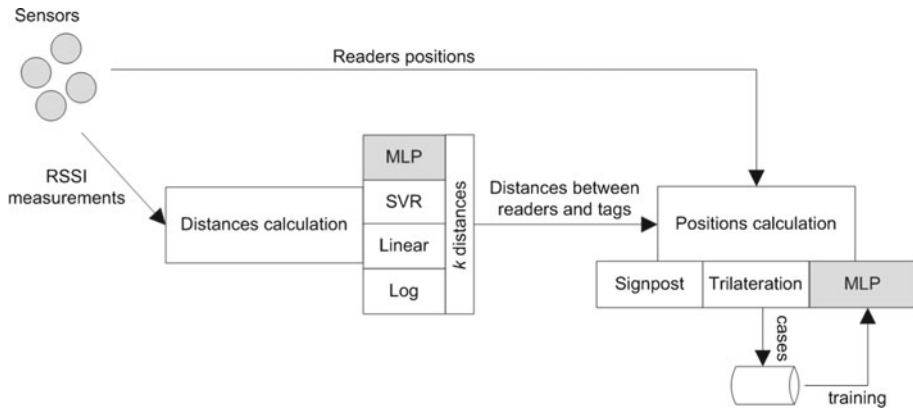 Sensors
Readers positions
RSSI
measurements
Distances calculation
MLP
SVR
Linear
Log
k distances
Distances between
readers and tags
Positions calculation
Signpost
Trilateration
MLP
cases
training